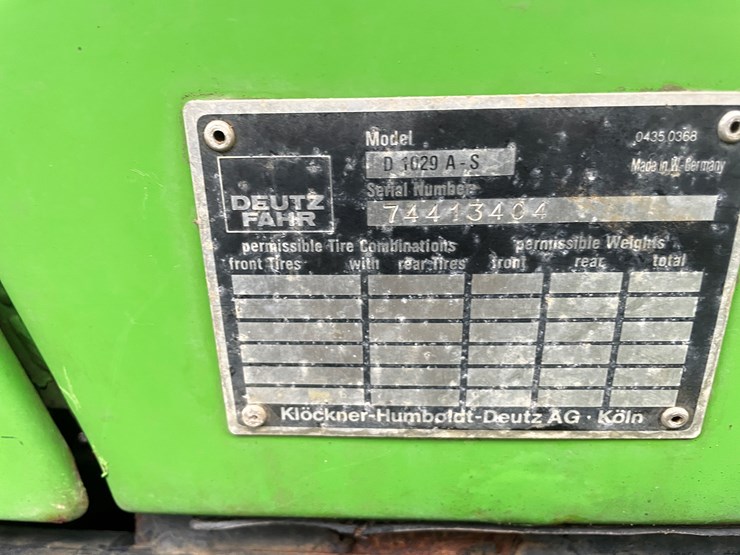 Model
0435 0368
D 1029 A-S
Made in W. Germany
DEUTZ
FAHR
Serial Number
74413404
permissible Tire Combinations
permissible Weights
front Tires with rear Tires front rear total
Klöckner-Humboldt-Deutz AG · Köln